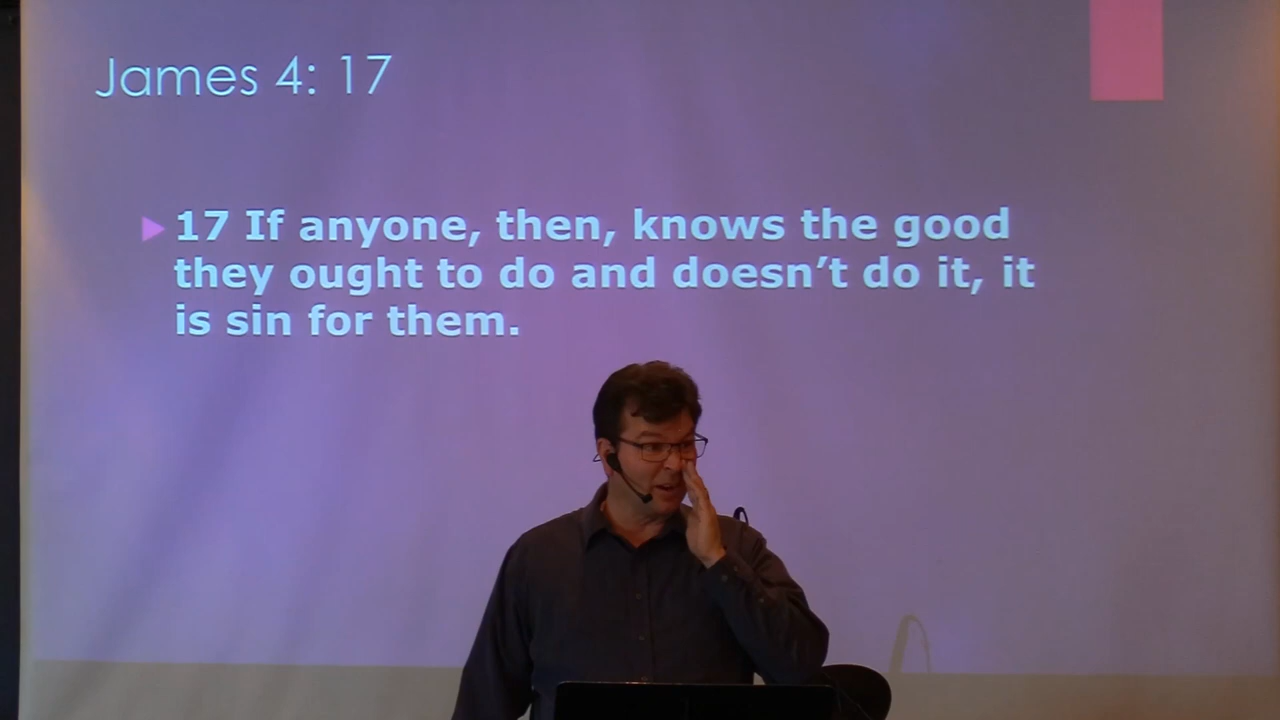 James 4: 17
17 If anyone, then, knows the good
they ought to do and doesn’t do it, it
is sin for them.